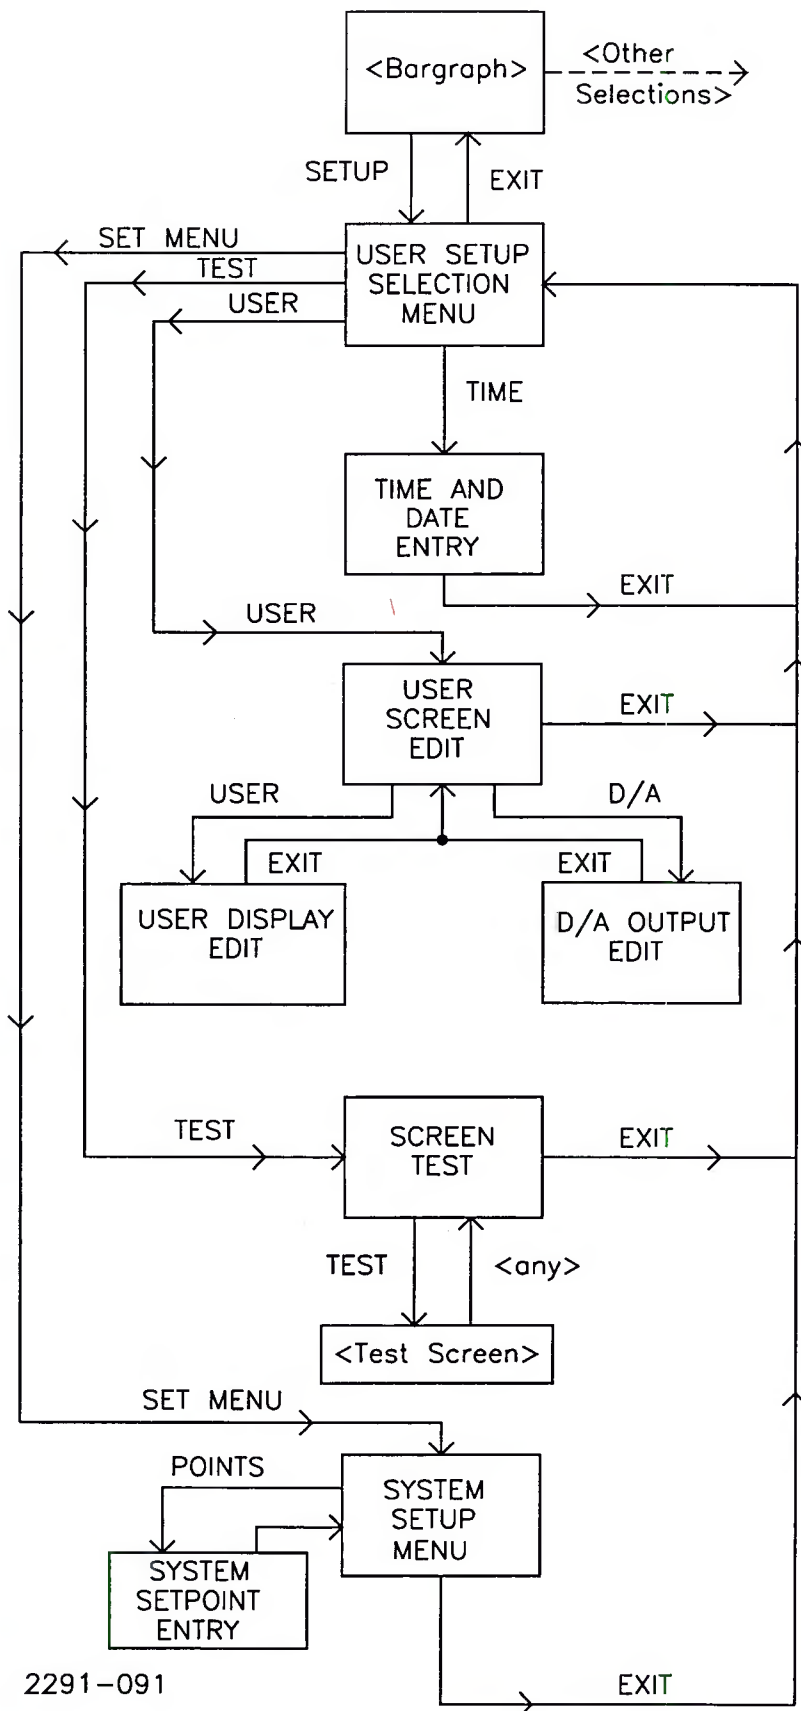 <Bargraph>
<Other
Selections>
SETUP
EXIT
SET MENU
TEST
USER
USER SETUP
SELECTION
MENU
TIME
TIME AND
DATE
ENTRY
EXIT
USER
USER
SCREEN
EDIT
EXIT
USER
D/A
EXIT
EXIT
USER DISPLAY
EDIT
D/A OUTPUT
EDIT
TEST
SCREEN
TEST
EXIT
TEST
<any>
<Test Screen>
SET MENU
POINTS
SYSTEM
SETUP
MENU
SYSTEM
SETPOINT
ENTRY
2291-091
EXIT